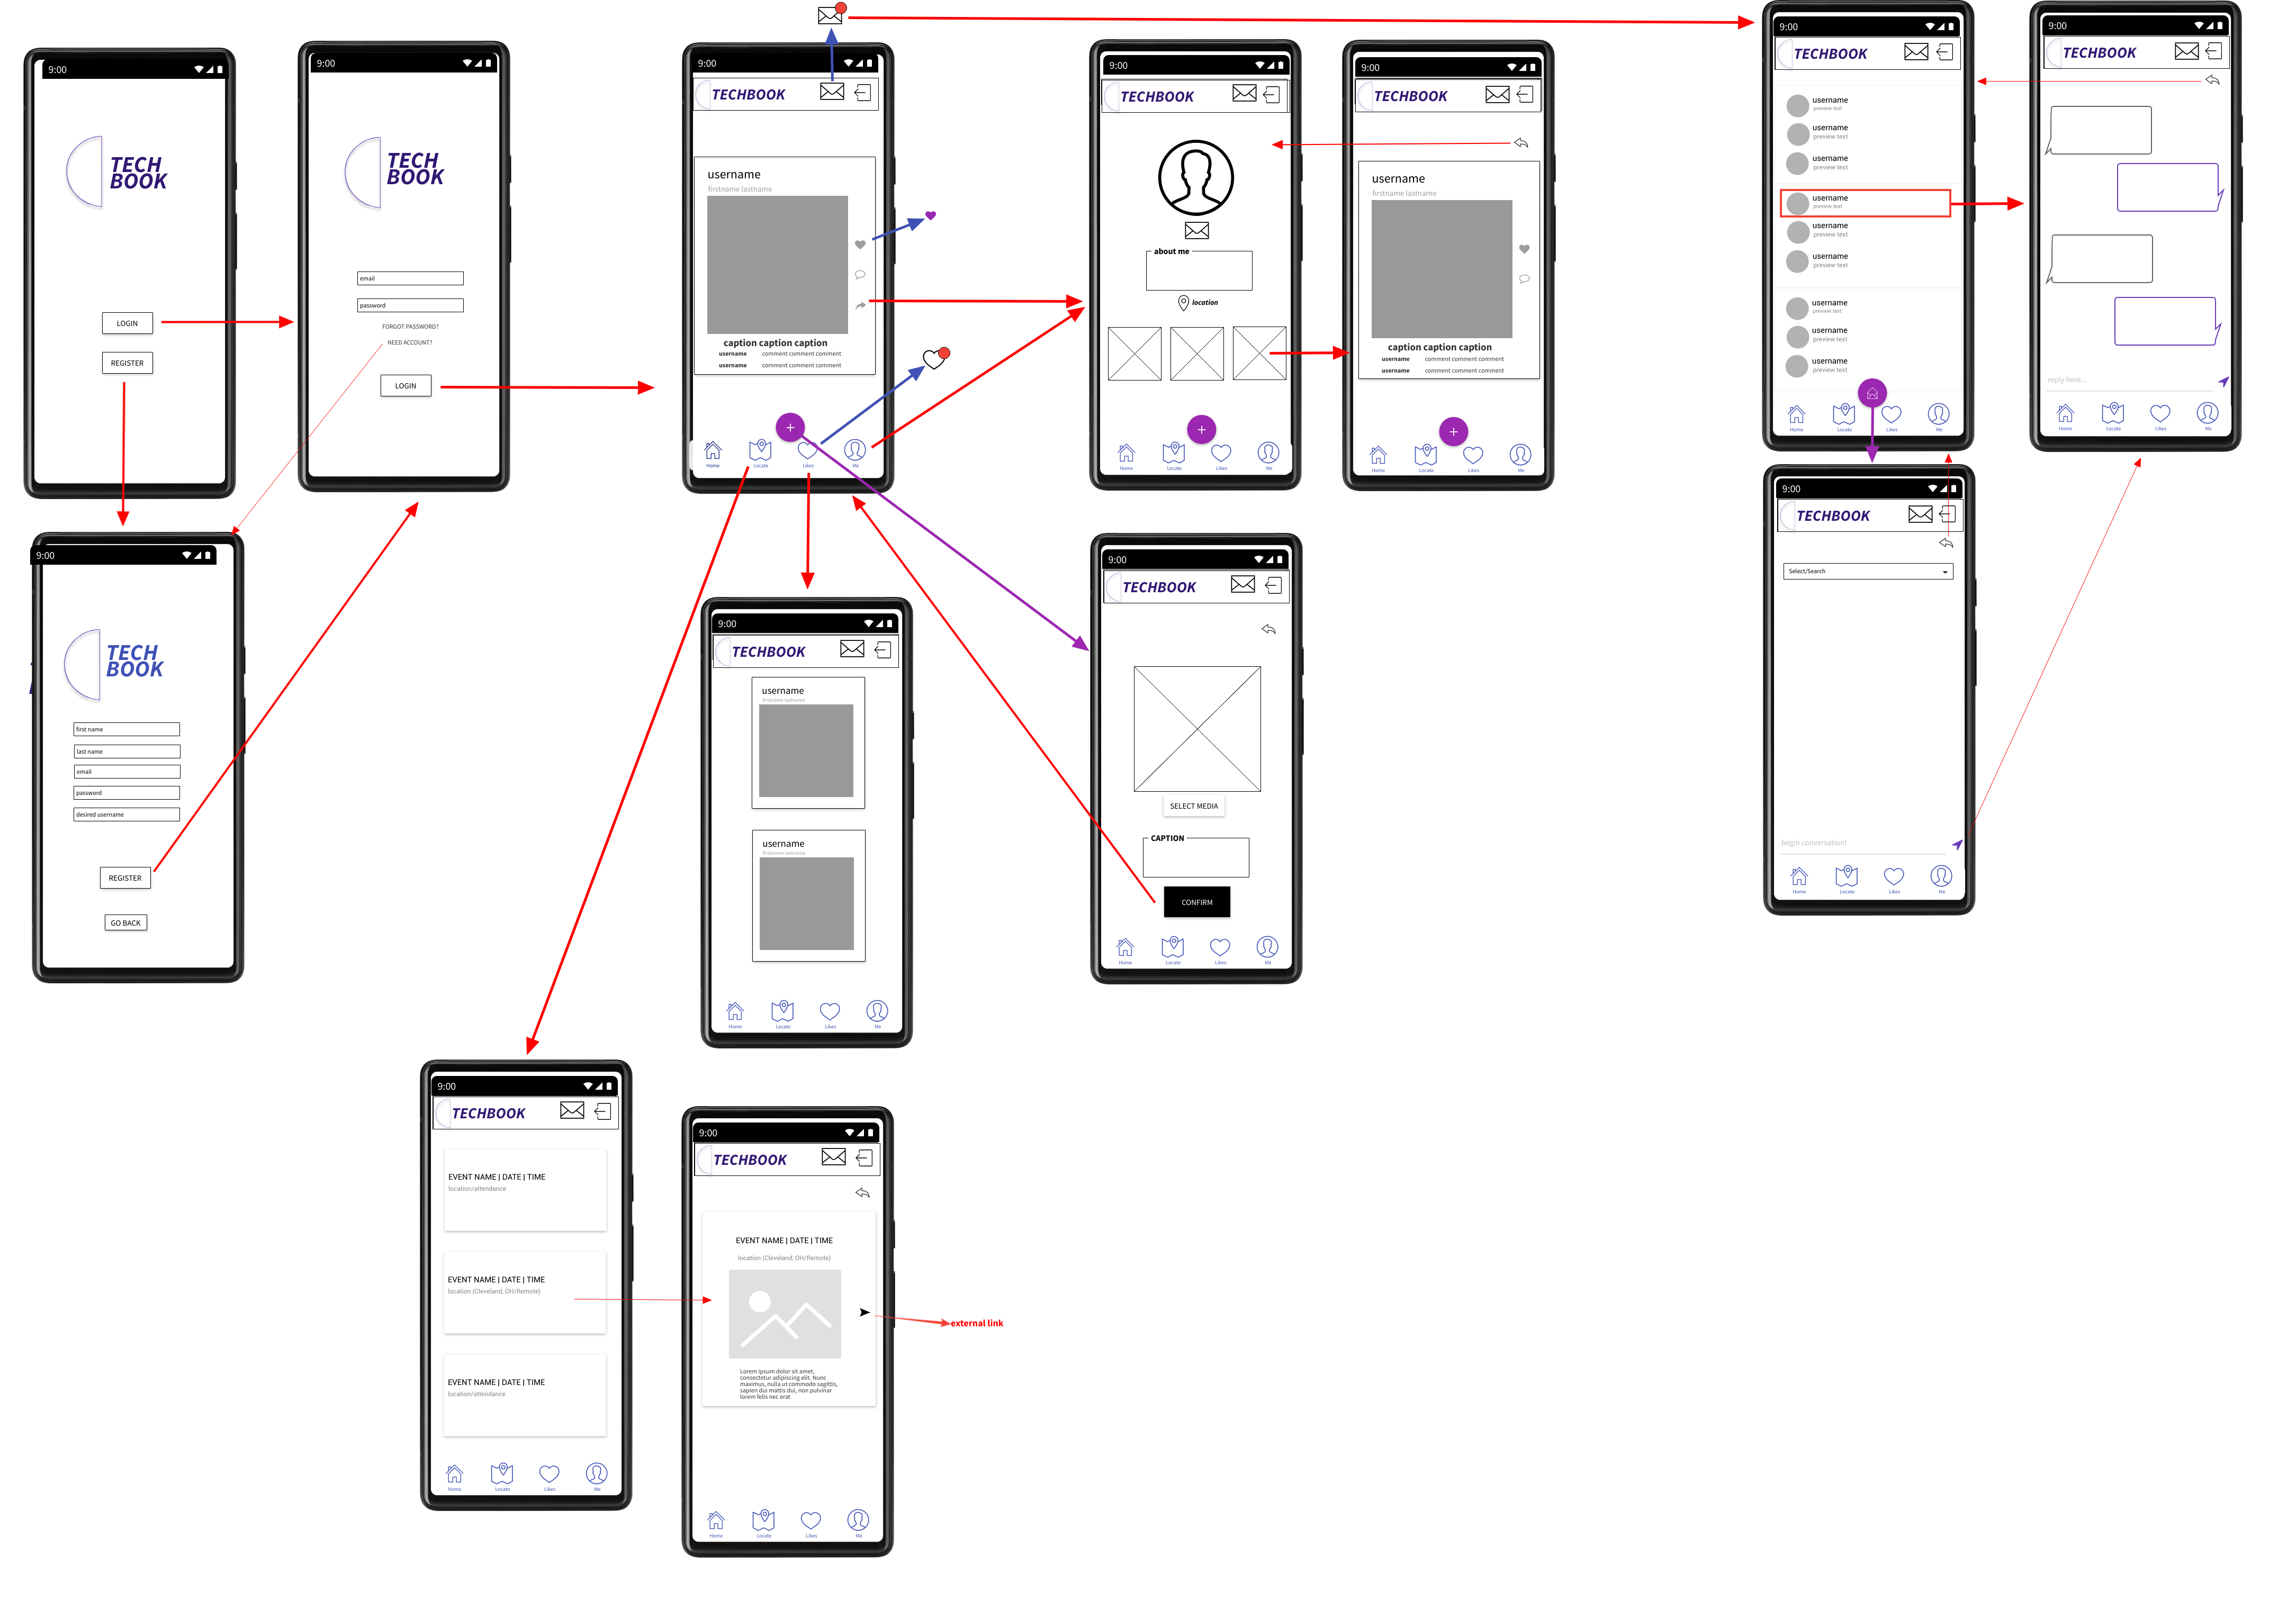 9:00
TECH
BOOK
LOGIN
REGISTER
9:00
TECH
BOOK
email
password
FORGOT PASSWORD?
NEED ACCOUNT?
LOGIN
9:00
TECHBOOK
username
firstname lastname
caption caption caption
username comment comment comment
username comment comment comment
+
Home Locate Likes Me
9:00
TECHBOOK
about me
location
+
Home Locate Likes Me
9:00
TECHBOOK
username
firstname lastname
caption caption caption
username comment comment comment
username comment comment comment
+
Home Locate Likes Me
9:00
TECHBOOK
username
preview text
username
preview text
username
preview text
username
preview text
username
preview text
username
preview text
username
preview text
username
preview text
username
preview text
Home Locate Likes Me
9:00
TECHBOOK
reply here...
Home Locate Likes Me
9:00
TECH
BOOK
first name
last name
email
password
desired username
REGISTER
GO BACK
9:00
TECHBOOK
username
firstname lastname
username
firstname lastname
Home Locate Likes Me
9:00
TECHBOOK
SELECT MEDIA
CAPTION
CONFIRM
Home Locate Likes Me
9:00
TECHBOOK
Select/Search
begin conversation!
Home Locate Likes Me
9:00
TECHBOOK
EVENT NAME | DATE | TIME
location/attendance
EVENT NAME | DATE | TIME
location (Cleveland, OH/Remote)
EVENT NAME | DATE | TIME
location/attendance
Home Locate Likes Me
9:00
TECHBOOK
EVENT NAME | DATE | TIME
location (Cleveland, OH/Remote)
external link
Lorem ipsum dolor sit amet,
consectetur adipiscing elit. Nunc
maximus, nulla ut commodo sagittis,
sapien dui mattis dui, non pulvinar
lorem felis nec erat
Home Locate Likes Me